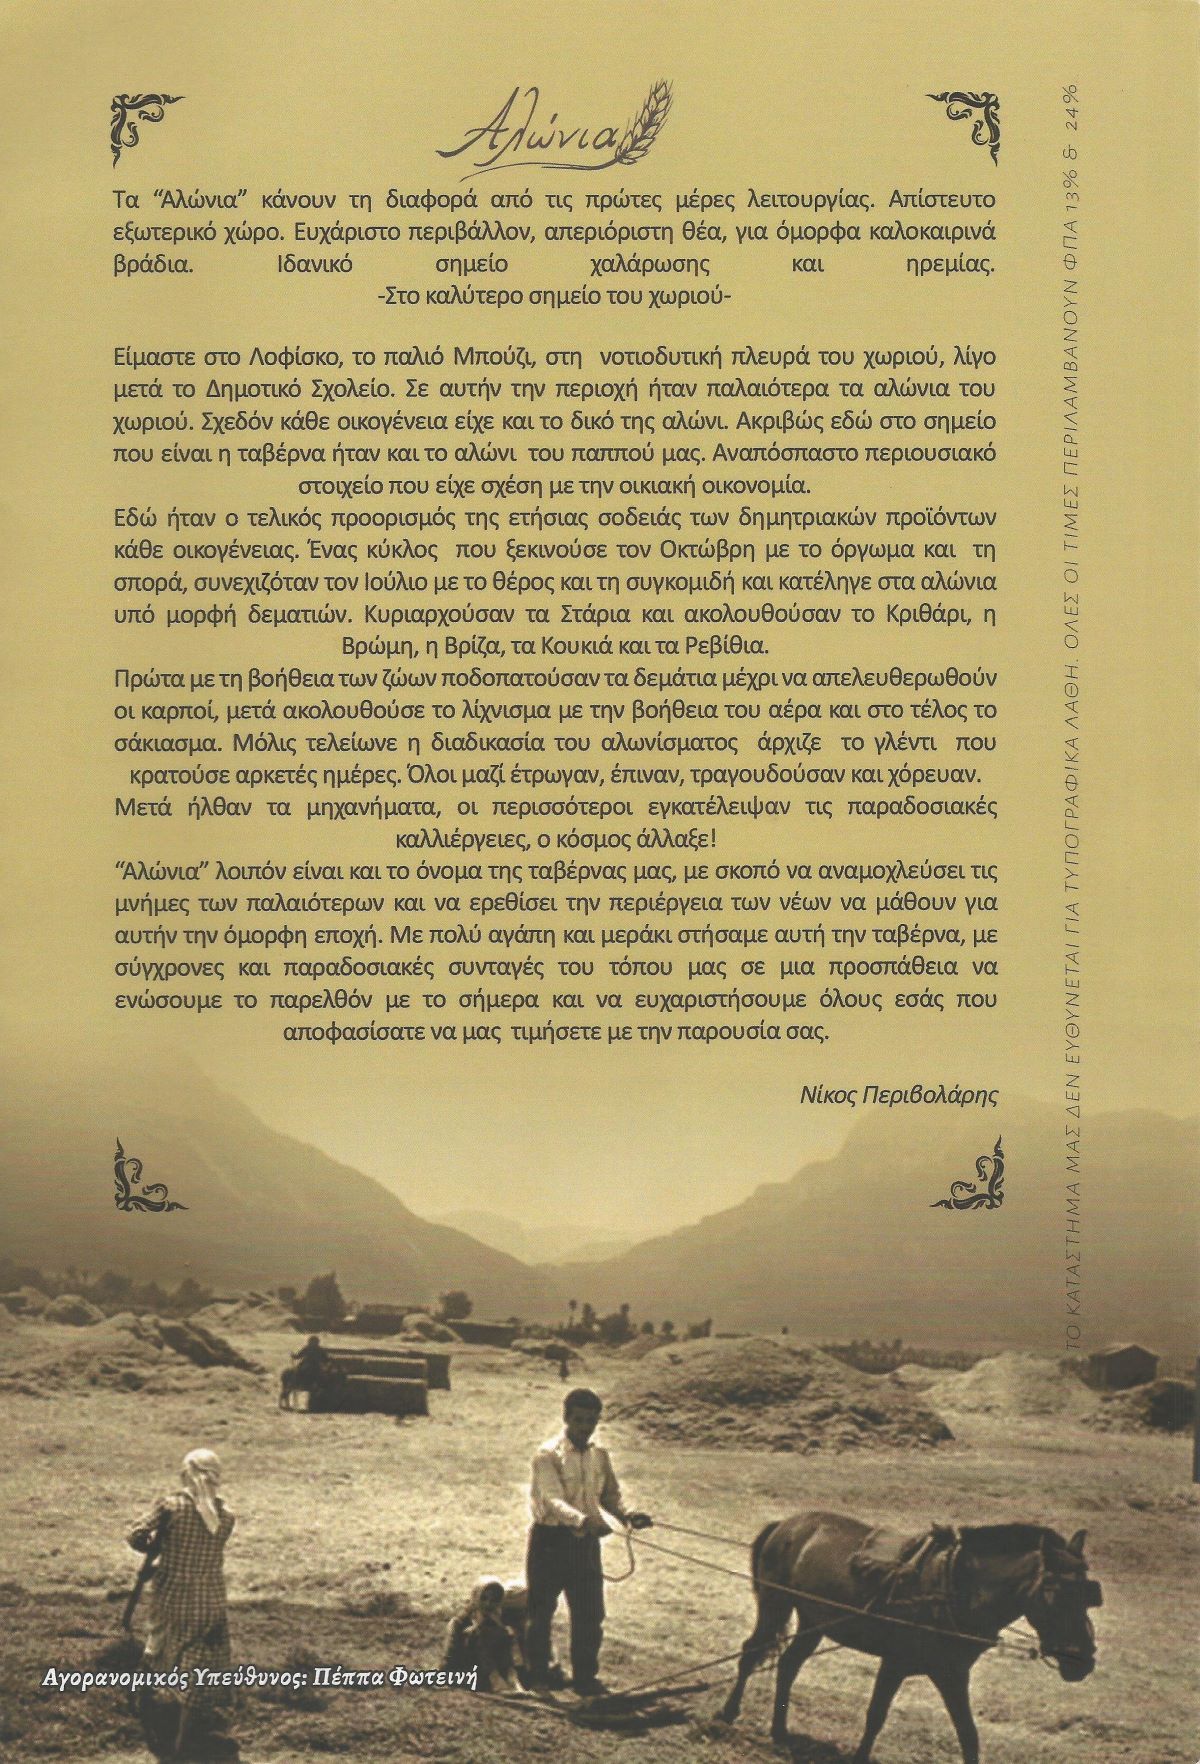 Αλώνια
Τα “Αλώνια” κάνουν τη διαφορά από τις πρώτες μέρες λειτουργίας. Απίστευτο
εξωτερικό χώρο. Ευχάριστο περιβάλλον, απεριόριστη θέα, για όμορφα καλοκαιρινά
βράδια. Ιδανικό σημείο χαλάρωσης και ηρεμίας.
-Στο καλύτερο σημείο του χωριού-
Είμαστε στο Λοφίσκο, το παλιό Μπούζι, στη νοτιοδυτική πλευρά του χωριού, λίγο
μετά το Δημοτικό Σχολείο. Σε αυτήν την περιοχή ήταν παλαιότερα τα αλώνια του
χωριού. Σχεδόν κάθε οικογένεια είχε και το δικό της αλώνι. Ακριβώς εδώ στο σημείο
που είναι η ταβέρνα ήταν και το αλώνι του παππού μας. Αναπόσπαστο περιουσιακό
στοιχείο που είχε σχέση με την οικιακή οικονομία.
Εδώ ήταν ο τελικός προορισμός της ετήσιας σοδειάς των δημητριακών προϊόντων
κάθε οικογένειας. Ένας κύκλος που ξεκινούσε τον Οκτώβρη με το όργωμα και τη
σπορά, συνεχιζόταν τον Ιούλιο με το θέρος και τη συγκομιδή και κατέληγε στα αλώνια
υπό μορφή δεματιών. Κυριαρχούσαν τα Στάρια και ακολουθούσαν το Κριθάρι, η
Βρώμη, η Βρίζα, τα Κουκιά και τα Ρεβίθια.
Πρώτα με τη βοήθεια των ζώων ποδοπατούσαν τα δεμάτια μέχρι να απελευθερωθούν
οι καρποί, μετά ακολουθούσε το λίχνισμα με την βοήθεια του αέρα και στο τέλος το
σάκιασμα. Μόλις τελείωνε η διαδικασία του αλωνίσματος άρχιζε το γλέντι που
κρατούσε αρκετές ημέρες. Όλοι μαζί έτρωγαν, έπιναν, τραγουδούσαν και χόρευαν.
Μετά ήλθαν τα μηχανήματα, οι περισσότεροι εγκατέλειψαν τις παραδοσιακές
καλλιέργειες, ο κόσμος άλλαξε!
“Αλώνια” λοιπόν είναι και το όνομα της ταβέρνας μας, με σκοπό να αναμοχλεύσει τις
μνήμες των παλαιότερων και να ερεθίσει την περιέργεια των νέων να μάθουν για
αυτήν την όμορφη εποχή. Με πολύ αγάπη και μεράκι στήσαμε αυτή την ταβέρνα, με
σύγχρονες και παραδοσιακές συνταγές του τόπου μας σε μια προσπάθεια να
ενώσουμε το παρελθόν με το σήμερα και να ευχαριστήσουμε όλους εσάς που
αποφασίσατε να μας τιμήσετε με την παρουσία σας.
Νίκος Περιβολάρης
ΤΟ ΚΑΤΑΣΤΗΜΑ ΜΑΣ ΔΕΝ ΕΥΘΥΝΕΤΑΙ ΓΙΑ ΤΥΠΟΓΡΑΦΙΚΑ ΛΑΘΗ. ΟΛΕΣ ΟΙ ΤΙΜΕΣ ΠΕΡΙΛΑΜΒΑΝΟΥΝ ΦΠΑ 13% & 24%
Αγορανομικός Υπεύθυνος: Πέππα Φωτεινή